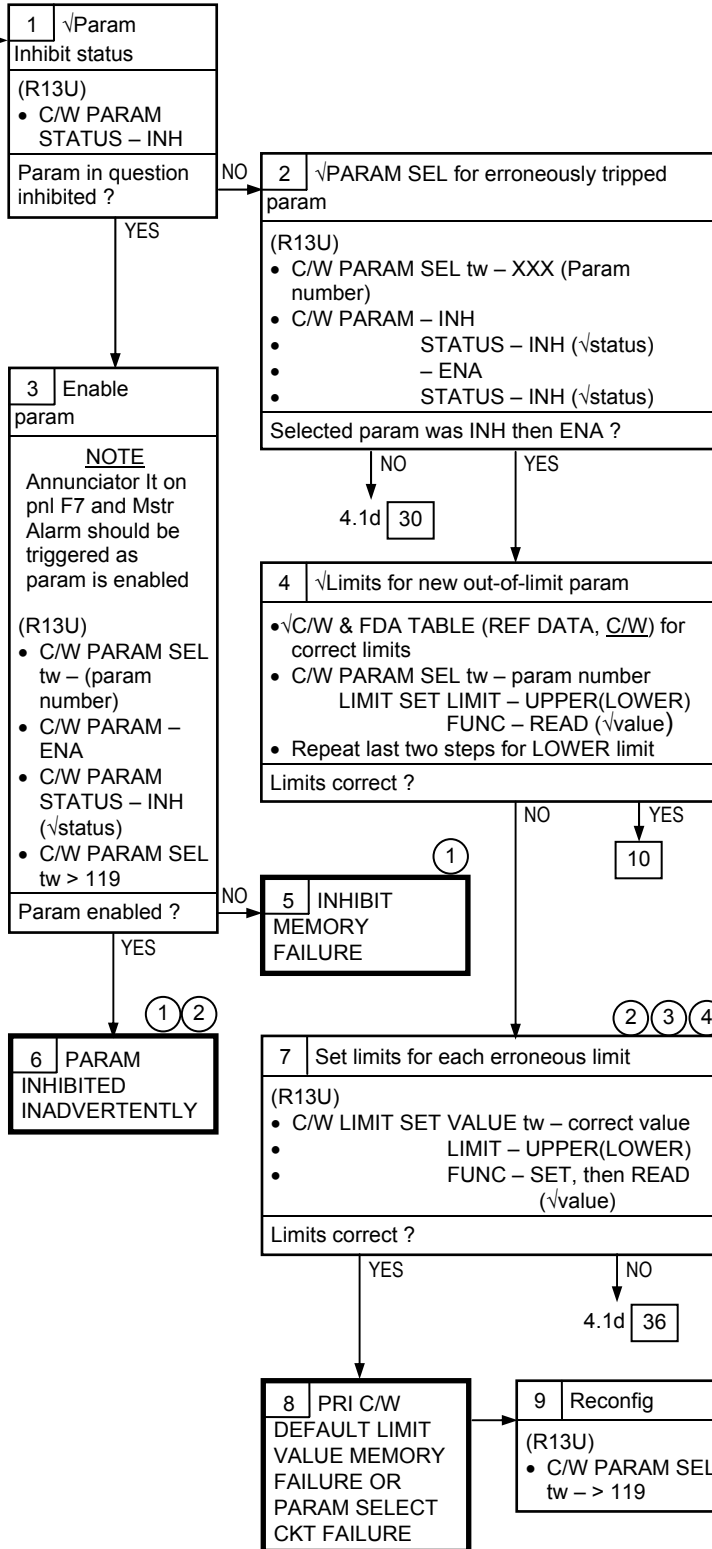 1 √Param
Inhibit status
(R13U)
• C/W PARAM
STATUS – INH
Param in question
inhibited ?
NO
YES
2 √PARAM SEL for erroneously tripped
param
(R13U)
• C/W PARAM SEL tw – XXX (Param
number)
• C/W PARAM – INH
• STATUS – INH (√status)
• – ENA
• STATUS – INH (√status)
Selected param was INH then ENA ?
NO
4.1d 30
YES
3 Enable
param
NOTE
Annunciator lt on
pnl F7 and Mstr
Alarm should be
triggered as
param is enabled
(R13U)
• C/W PARAM SEL
tw – (param
number)
• C/W PARAM –
ENA
• C/W PARAM
STATUS – INH
(√status)
• C/W PARAM SEL
tw > 119
Param enabled ?
NO
YES
4 √Limits for new out-of-limit param
•√C/W & FDA TABLE (REF DATA, C/W) for
correct limits
• C/W PARAM SEL tw – param number
LIMIT SET LIMIT – UPPER(LOWER)
FUNC – READ (√value)
• Repeat last two steps for LOWER limit
Limits correct ?
NO
YES
10
1
5 INHIBIT
MEMORY
FAILURE
1 2
6 PARAM
INHIBITED
INADVERTENTLY
2 3 4
7 Set limits for each erroneous limit
(R13U)
• C/W LIMIT SET VALUE tw – correct value
• LIMIT – UPPER(LOWER)
• FUNC – SET, then READ
(√value)
Limits correct ?
YES
NO
4.1d 36
8 PRI C/W
DEFAULT LIMIT
VALUE MEMORY
FAILURE OR
PARAM SELECT
CKT FAILURE
9 Reconfig
(R13U)
• C/W PARAM SEL
tw – > 119